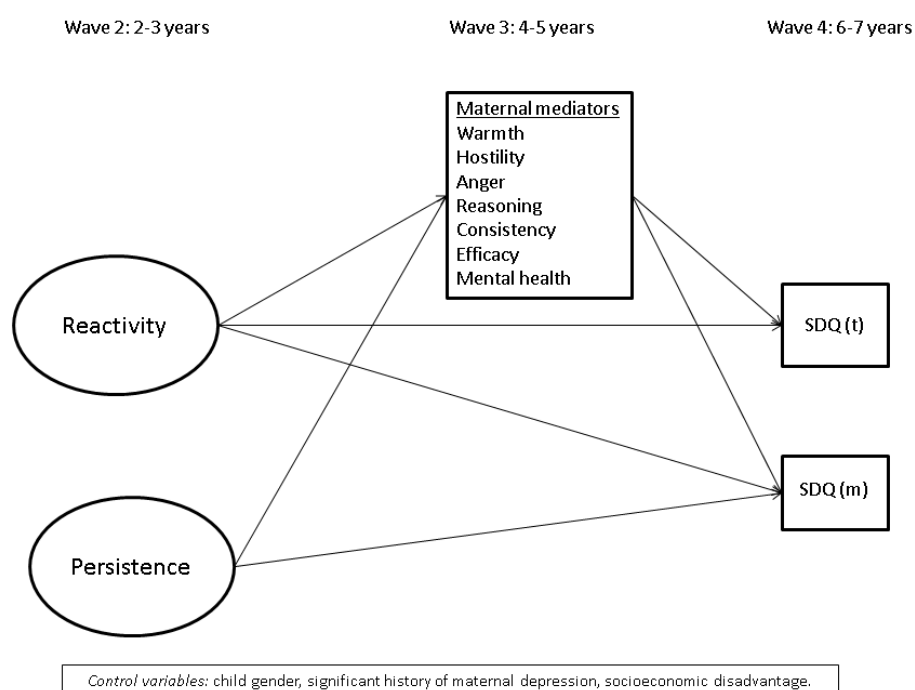 Wave 2: 2-3 years
Wave 3: 4-5 years
Wave 4: 6-7 years
Maternal mediators
Warmth
Hostility
Anger
Reasoning
Consistency
Efficacy
Mental health
Reactivity
SDQ (t)
SDQ (m)
Persistence
Control variables: child gender, significant history of maternal depression, socioeconomic disadvantage.